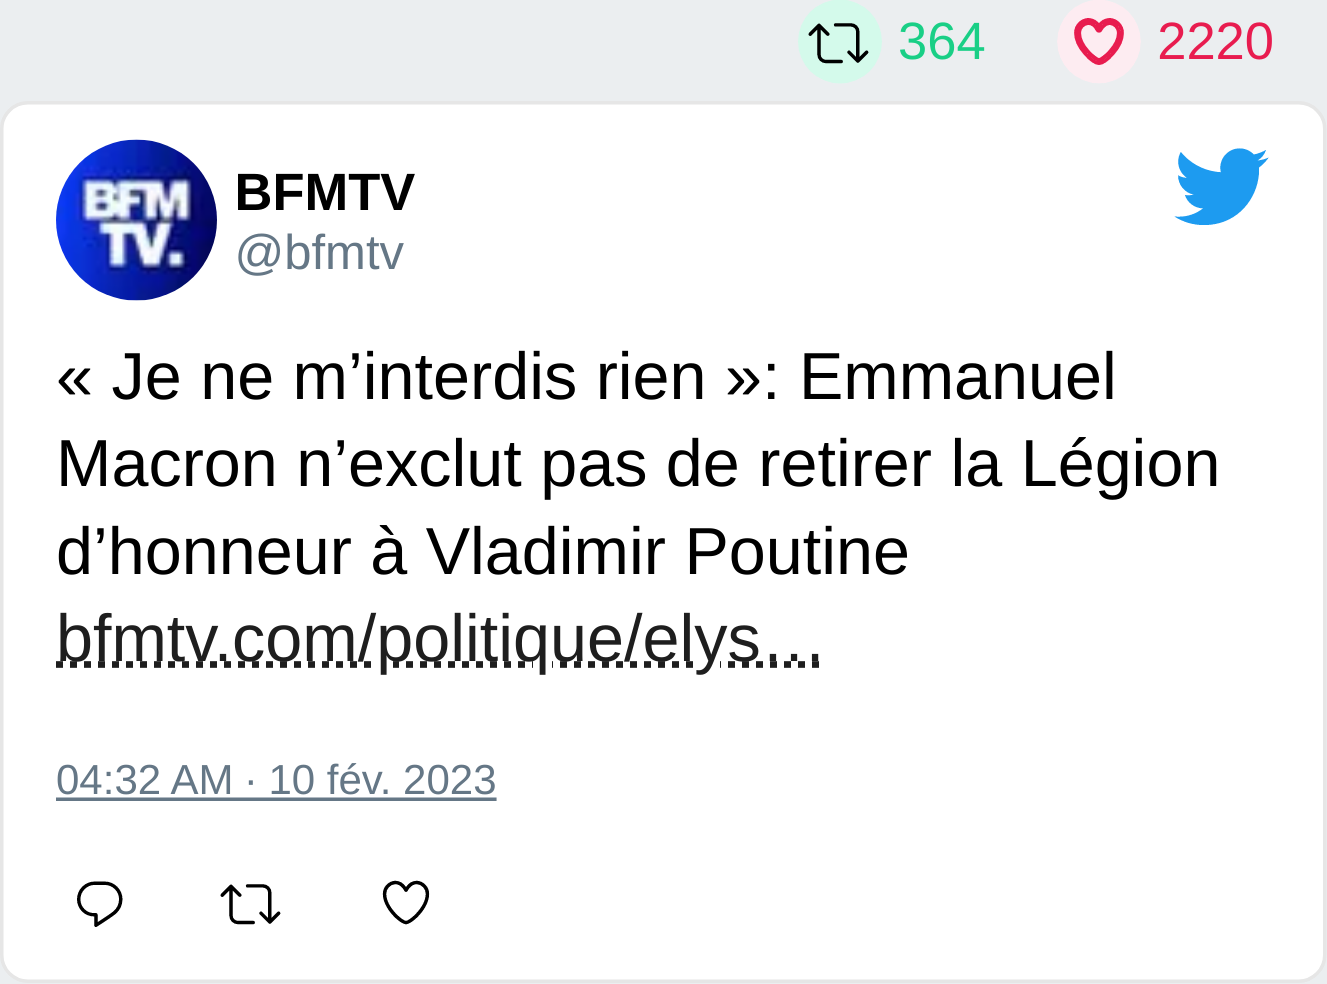 364 2220
BFM
TV.
BFMTV
@bfmtv
« Je ne m’interdis rien »: Emmanuel
Macron n’exclut pas de retirer la Légion
d’honneur à Vladimir Poutine
bfmtv.com/politique/elys…
04:32 AM · 10 fév. 2023